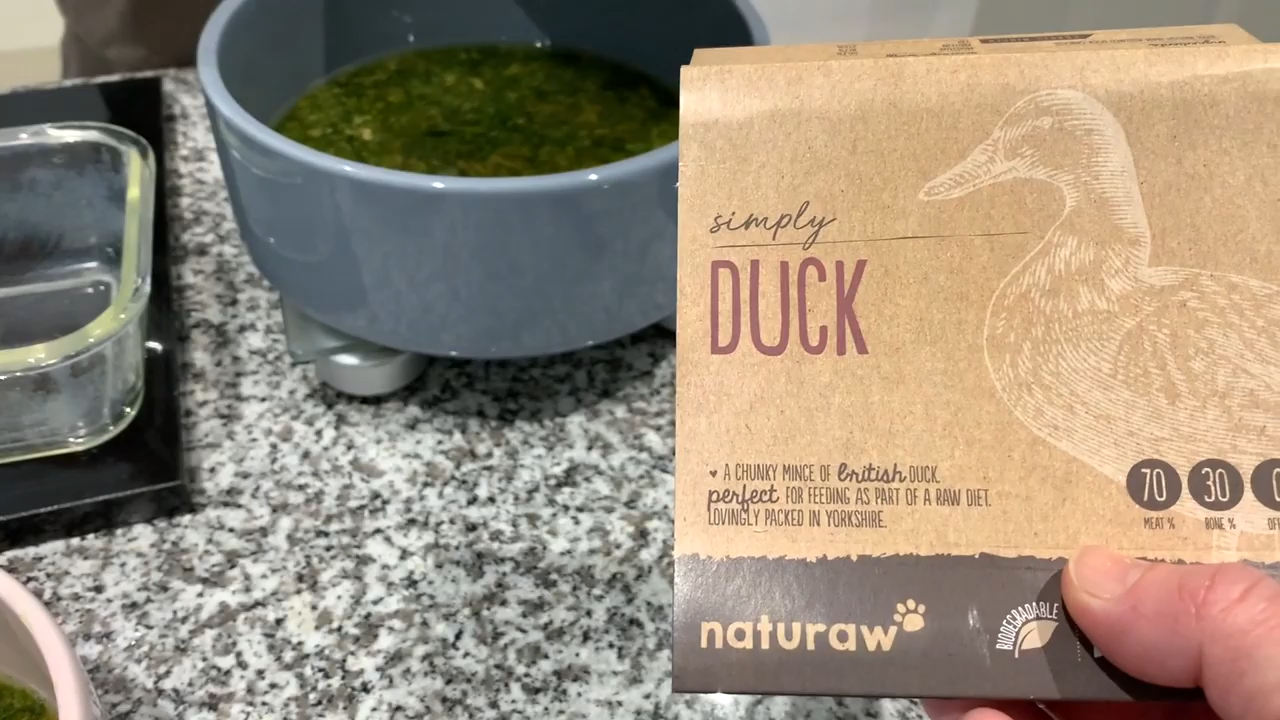 simply
DUCK
♥ A CHUNKY MINCE OF british DUCK.
perfect FOR FEEDING AS PART OF A RAW DIET.
LOVINGLY PACKED IN YORKSHIRE.
70 30 0
MEAT % BONE %
naturaw
BIODEGRADABLE